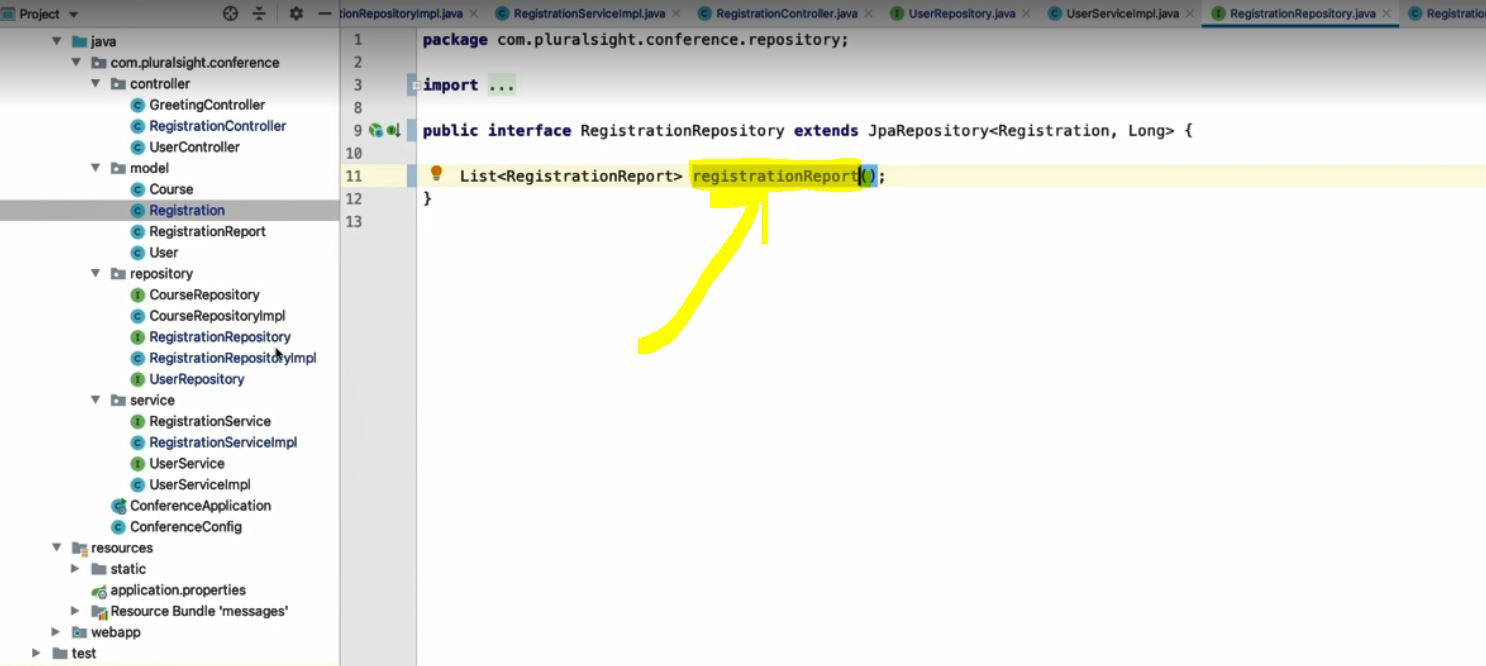 Project
tionRepositoryImpl.java
RegistrationServiceImpl.java
RegistrationController.java
UserRepository.java
UserServiceImpl.java
RegistrationRepository.java
Registratio
java
com.pluralsight.conference
controller
GreetingController
RegistrationController
UserController
model
Course
Registration
RegistrationReport
User
repository
CourseRepository
CourseRepositoryImpl
RegistrationRepository
RegistrationRepositoryImpl
UserRepository
service
RegistrationService
RegistrationServiceImpl
UserService
UserServiceImpl
ConferenceApplication
ConferenceConfig
resources
static
application.properties
Resource Bundle 'messages'
webapp
test
1 package com.pluralsight.conference.repository;
2
3 import ...
8
9 public interface RegistrationRepository extends JpaRepository<Registration, Long> {
10
11 List<RegistrationReport> registrationReport();
12 }
13